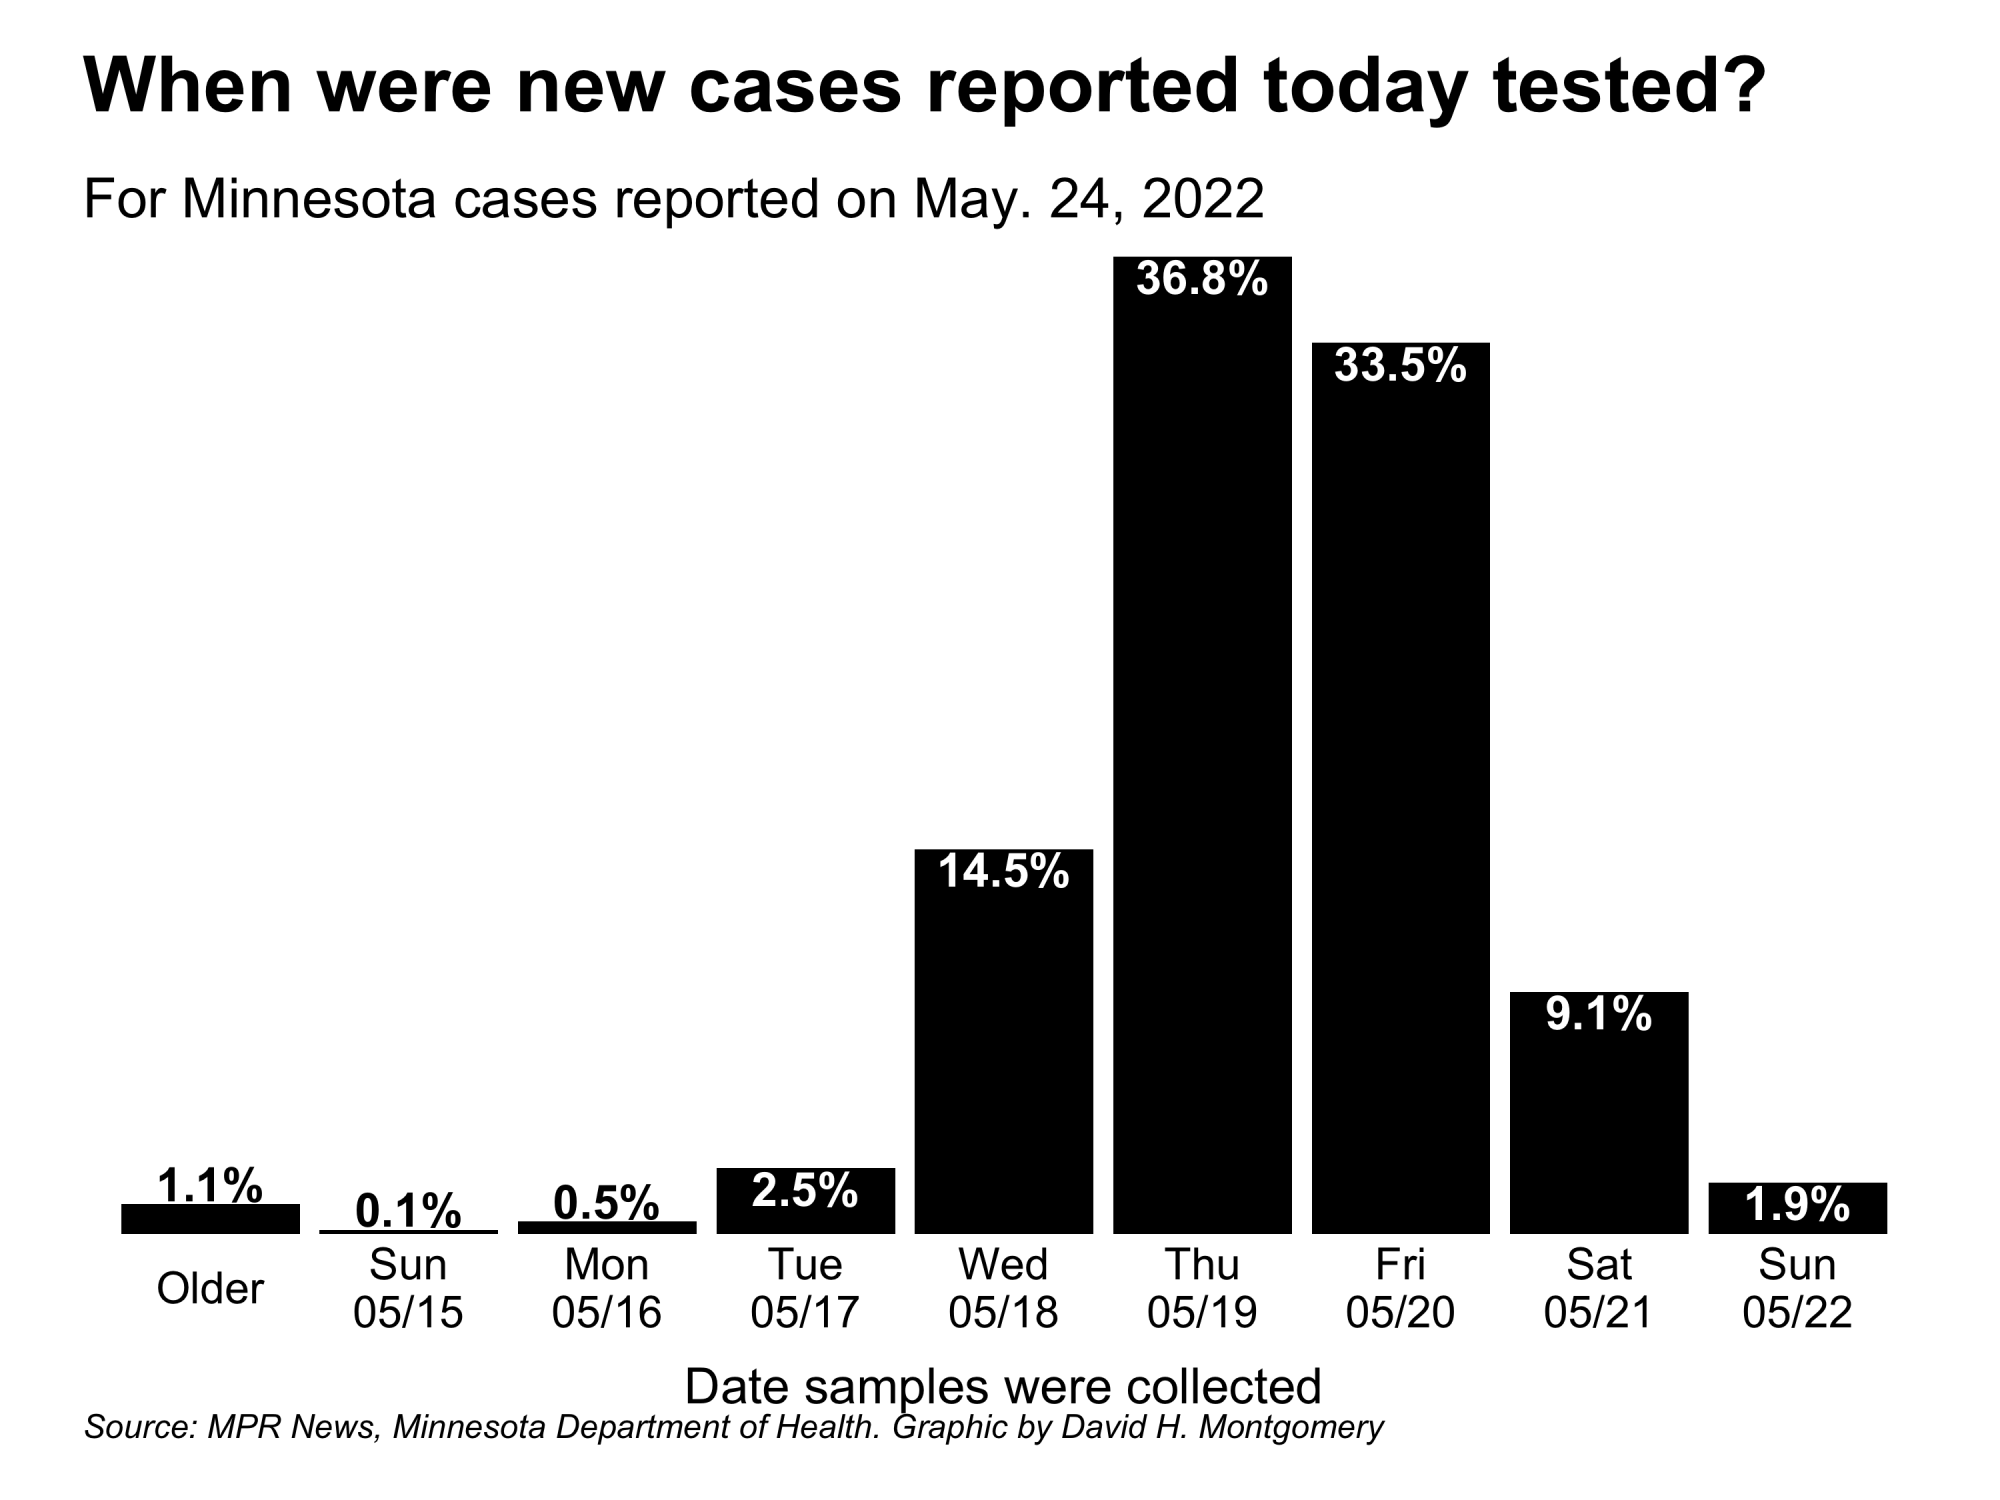 When were new cases reported today tested?
For Minnesota cases reported on May. 24, 2022
36.8%
33.5%
14.5%
9.1%
1.1%
0.1%
0.5%
2.5%
1.9%
Older
Sun
05/15
Mon
05/16
Tue
05/17
Wed
05/18
Thu
05/19
Fri
05/20
Sat
05/21
Sun
05/22
Date samples were collected
Source: MPR News, Minnesota Department of Health. Graphic by David H. Montgomery